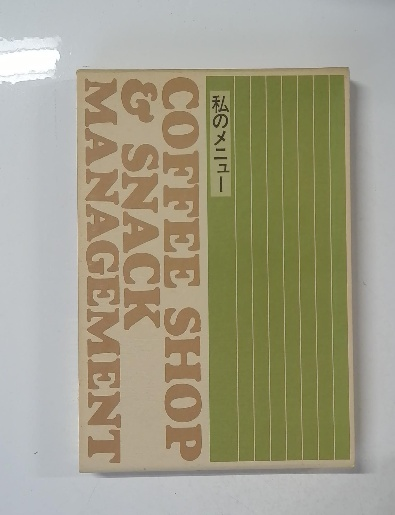 私のメニュー
COFFEE SHOP
& SNACK
MANAGEMENT